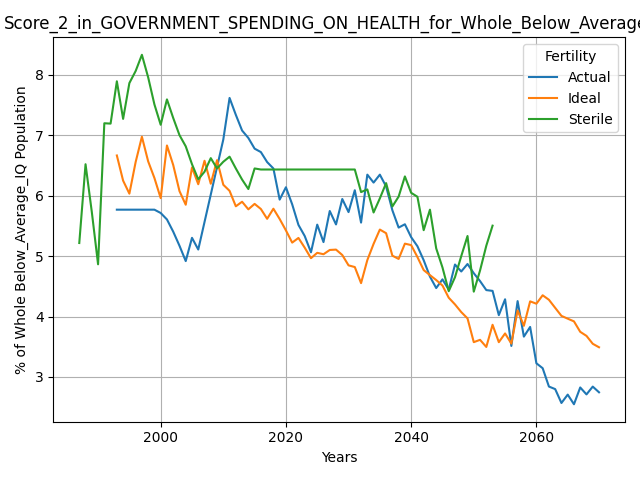 Score_2_in_GOVERNMENT_SPENDING_ON_HEALTH_for_Whole_Below_Average
Fertility
Actual
Ideal
Sterile
% of Whole Below_Average_IQ Population
8
7
6
5
4
3
2000 2020 2040 2060
Years